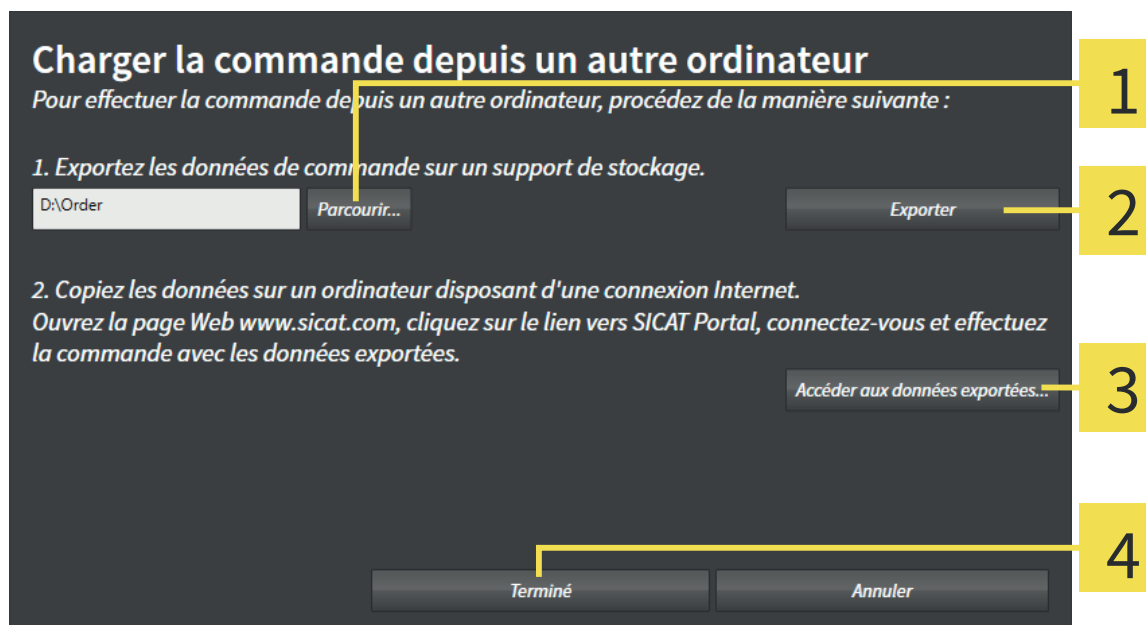 Charger la commande depuis un autre ordinateur
Pour effectuer la commande depuis un autre ordinateur, procédez de la manière suivante :
1
1. Exportez les données de commande sur un support de stockage.
D:\Order
Parcourir...
Exporter
2
2. Copiez les données sur un ordinateur disposant d'une connexion Internet.
Ouvrez la page Web www.sicat.com, cliquez sur le lien vers SICAT Portal, connectez-vous et effectuez
la commande avec les données exportées.
Accéder aux données exportées...
3
4
Terminé
Annuler